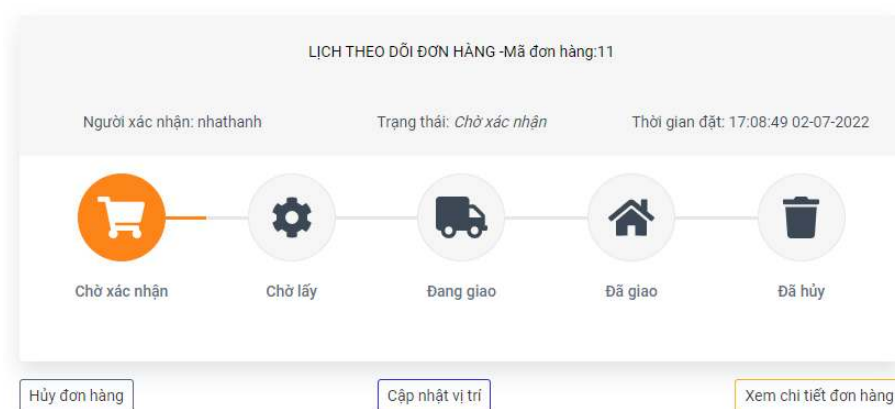 LỊCH THEO DÕI ĐƠN HÀNG -Mã đơn hàng:11
Người xác nhận: nhathanh Trạng thái: Chờ xác nhận Thời gian đặt: 17:08:49 02-07-2022
Chờ xác nhận Chờ lấy Đang giao Đã giao Đã hủy
Hủy đơn hàng Cập nhật vị trí Xem chi tiết đơn hàng